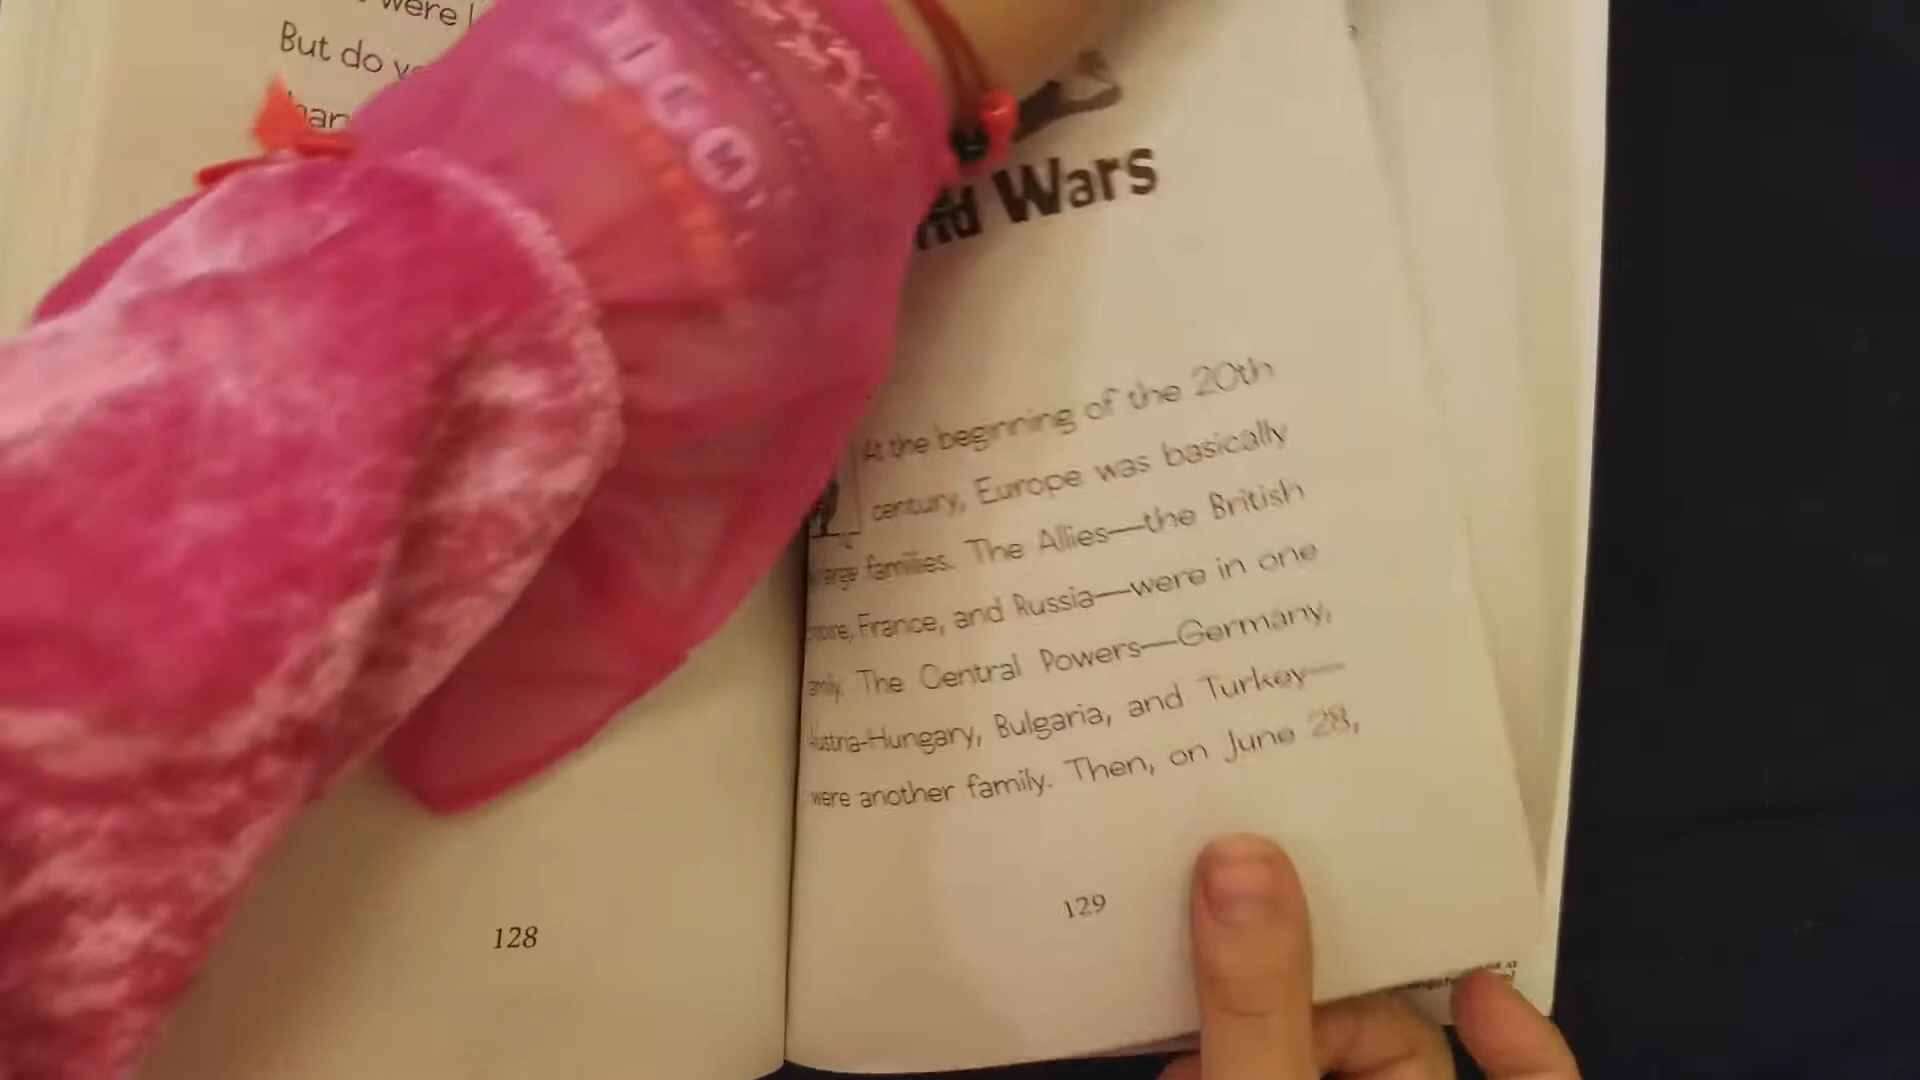 were
But do
Wars
At the beginning of the 20th
century, Europe was basically
large families. The Allies—the British
France, and Russia—were in one
The Central Powers—Germany,
Austria-Hungary, Bulgaria, and Turkey—
were another family. Then, on June 28,
128
129